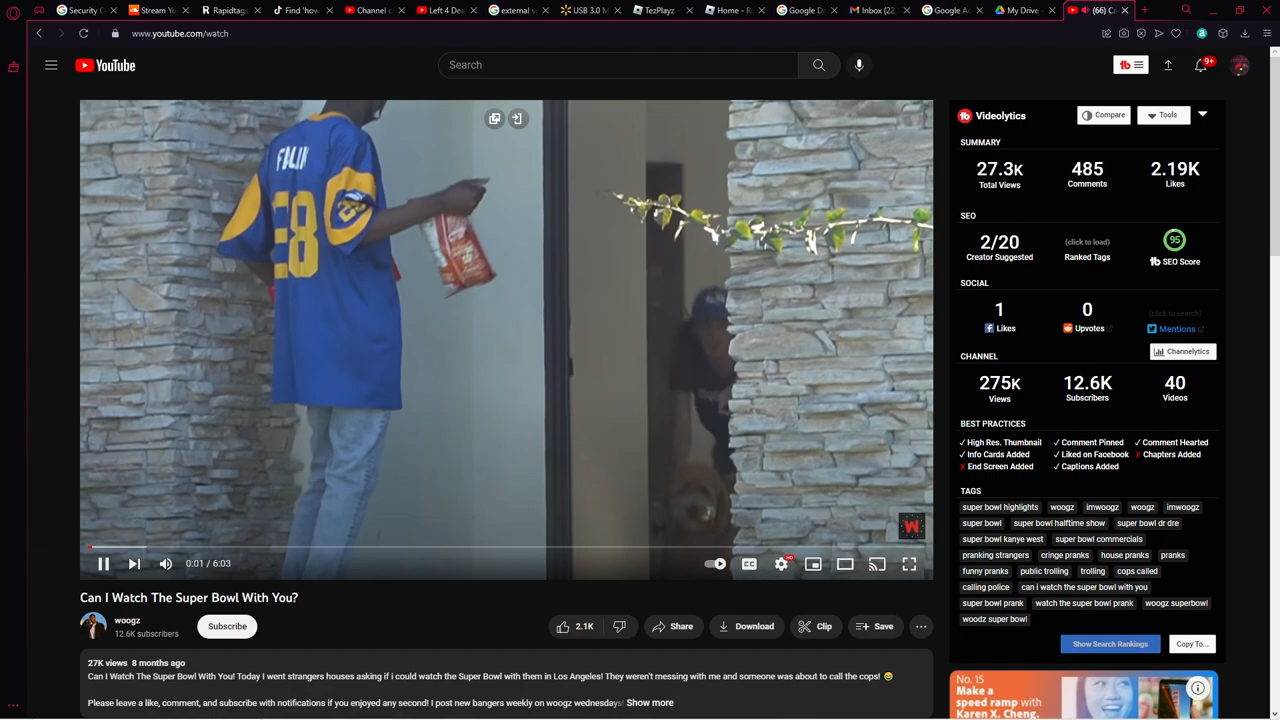 Security C
Stream Yo
Rapidtags
Find 'how
Channel c
Left 4 Dea
external s
USB 3.0 M
TezPlayz -
Home - R
Google Do
Inbox (22,
Google Ac
My Drive
(66) Ca
www.youtube.com/watch
YouTube
Search
tb
9+
FALIN
88
W
0:01 / 6:03
CC
HD
Can I Watch The Super Bowl With You?
woogz
12.6K subscribers
Subscribe
2.1K
Share
Download
Clip
Save
27K views 8 months ago
Can I Watch The Super Bowl With You! Today I went strangers houses asking if i could watch the Super Bowl with them in Los Angeles! They weren't messing with me and someone was about to call the cops! 😆
Please leave a like, comment, and subscribe with notifications if you enjoyed any second! I post new bangers weekly on woogz wednesdays Show more
tb Videolytics
Compare
Tools
SUMMARY
27.3K 485 2.19K
Total Views Comments Likes
SEO
2/20 (click to load) 95
Creator Suggested Ranked Tags tb SEO Score
SOCIAL
1 0 (click to search)
Likes Upvotes Mentions
Channelytics
CHANNEL
275K 12.6K 40
Views Subscribers Videos
BEST PRACTICES
✓ High Res. Thumbnail ✓ Comment Pinned ✓ Comment Hearted
✓ Info Cards Added ✓ Liked on Facebook ✗ Chapters Added
✗ End Screen Added ✓ Captions Added
TAGS
super bowl highlights woogz imwoogz woogz imwoogz
super bowl super bowl halftime show super bowl dr dre
super bowl kanye west super bowl commercials
pranking strangers cringe pranks house pranks pranks
funny pranks public trolling trolling cops called
calling police can i watch the super bowl with you
super bowl prank watch the super bowl prank woogz superbowl
woodz super bowl
Show Search Rankings
Copy To...
No. 15
Make a
speed ramp with
Karen X. Cheng.